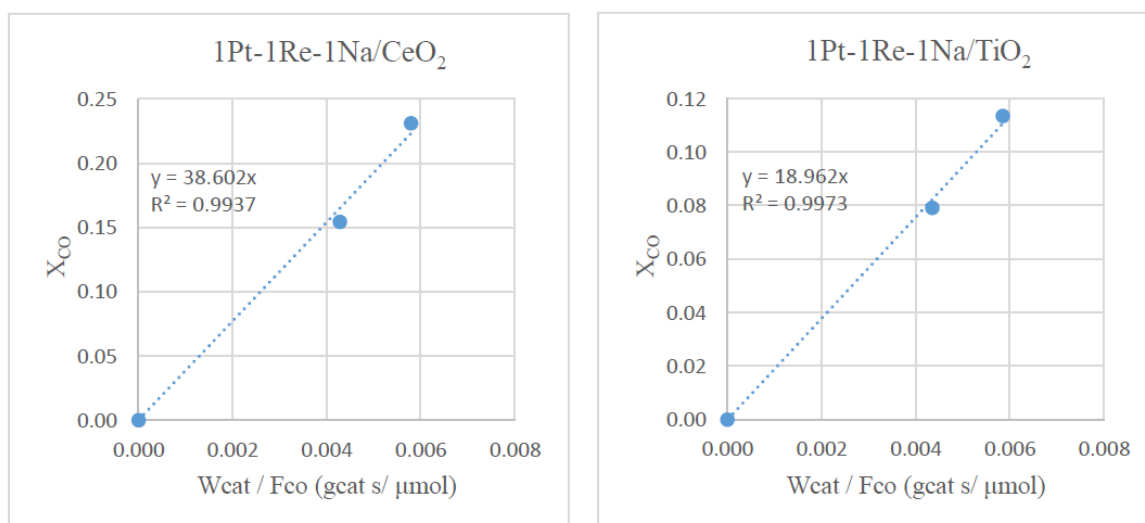 1Pt-1Re-1Na/CeO₂
0.25
0.20
0.15
0.10
0.05
0.00
y = 38.602x
R² = 0.9937
X_CO
0.000 0.002 0.004 0.006 0.008
Wcat / Fco (gcat s/ μmol)
1Pt-1Re-1Na/TiO₂
0.12
0.10
0.08
0.06
0.04
0.02
0.00
y = 18.962x
R² = 0.9973
X_CO
0.000 0.002 0.004 0.006 0.008
Wcat / Fco (gcat s/ μmol)